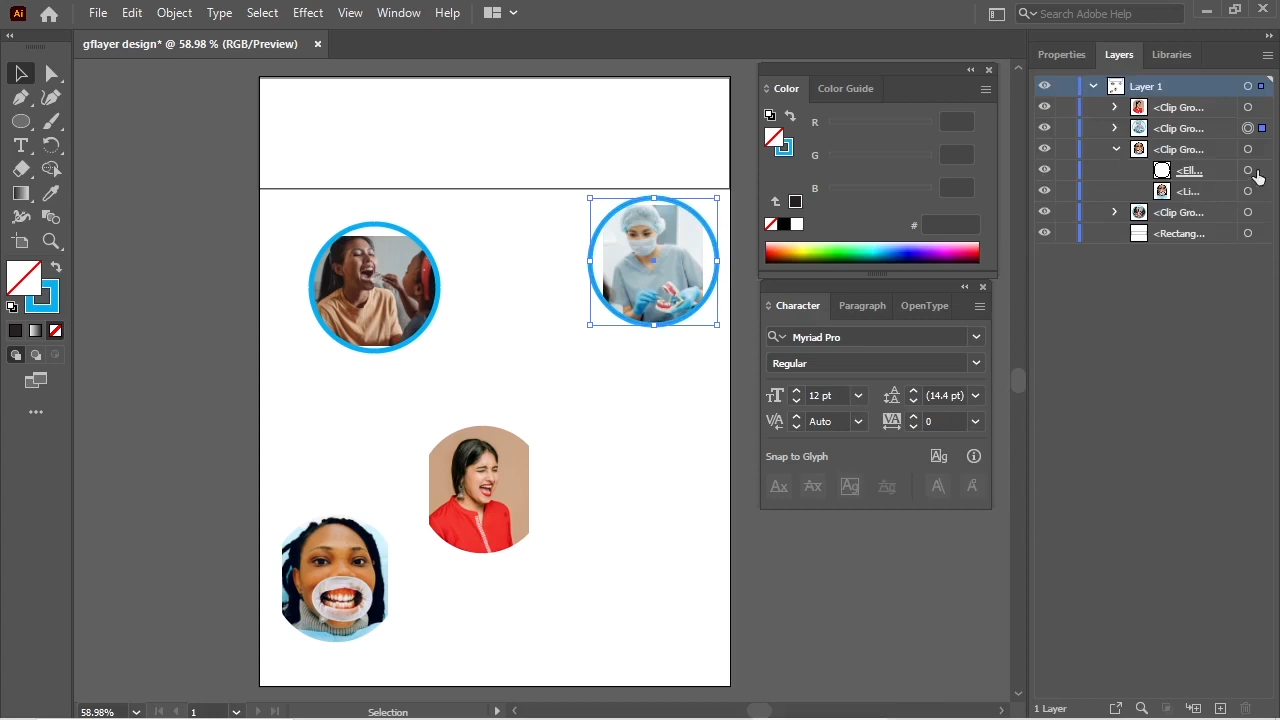 Ai
File Edit Object Type Select Effect View Window Help
Search Adobe Help
gflayer design* @ 58.98 % (RGB/Preview)
Properties Layers Libraries
Color Color Guide
R
G
B
#
Layer 1
<Clip Gro...
<Clip Gro...
<Clip Gro...
<Ell...
<Li...
<Clip Gro...
<Rectang...
Character Paragraph OpenType
Myriad Pro
Regular
12 pt (14.4 pt)
Auto 0
Snap to Glyph
58.98% 1 Selection
1 Layer